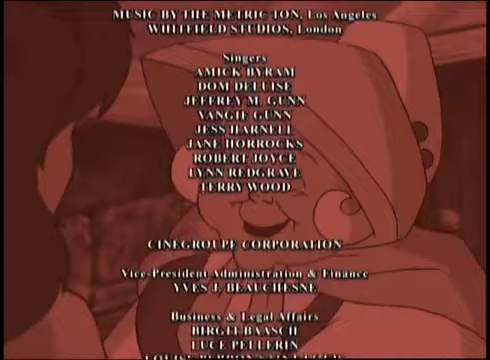 MUSIC BY THE METRIC TON, Los Angeles
WHITFIELD STUDIOS, London
Singers
AMICK BYRAM
DOM DELUISE
JEFFREY M. GUNN
VANGIE GUNN
JESS HARNELL
JANE HORROCKS
ROBERT JOYCE
LYNN REDGRAVE
TERRY WOOD
CINEGROUPE CORPORATION
Vice-President Administration & Finance
YVES J. BEAUCHESNE
Business & Legal Affairs
BIRGIT BAASCH
LUCE PELLERIN